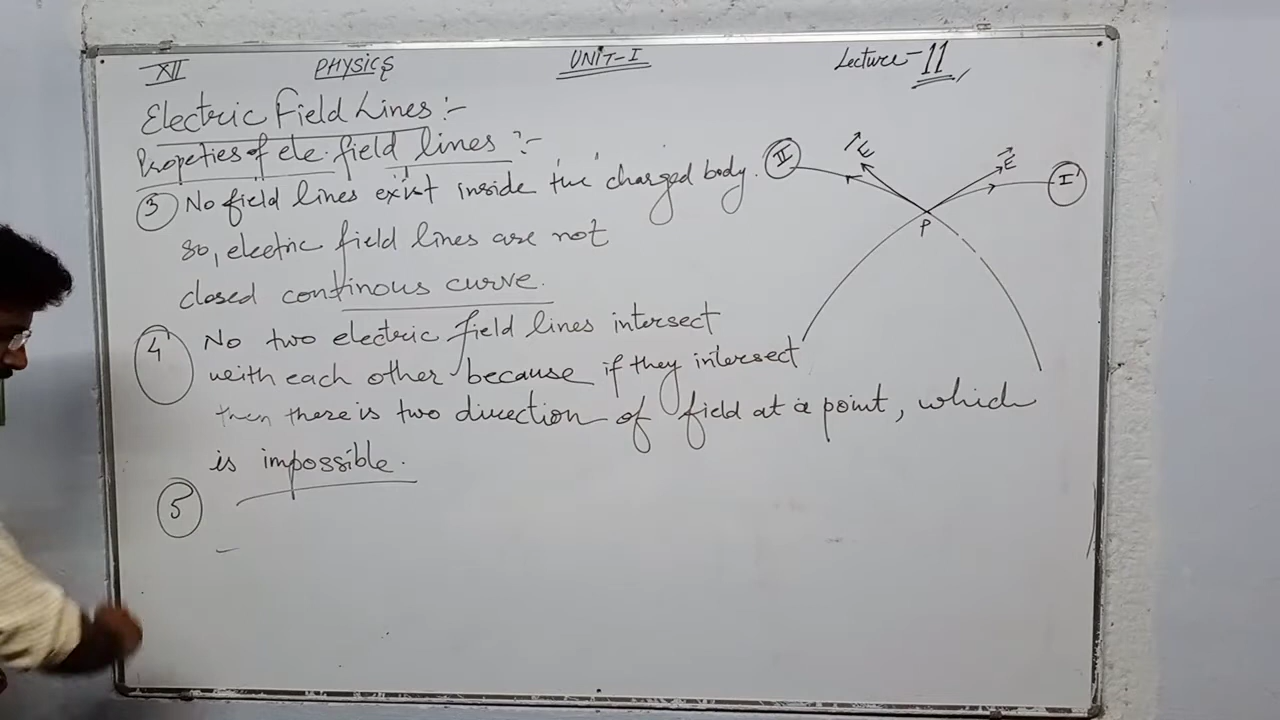 XII PHYSICS UNIT-I Lecture-11
Electric Field Lines:-
Propeties of ele. field lines :-
3 No field lines exist inside the charged body.
so, electric field lines are not
closed continous curve.
4 No two electric field lines intersect
with each other because if they intersect
then there is two direction of field at a point, which
is impossible.
5
II E E I
P